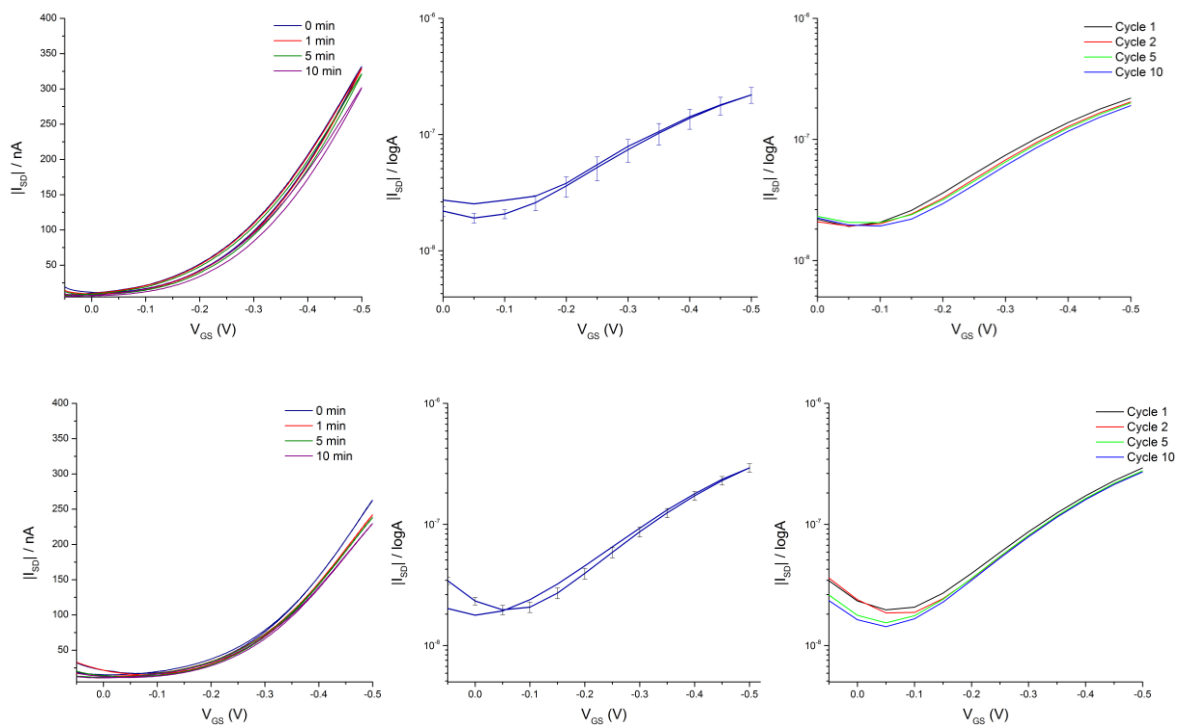 400
350
300
250
200
150
100
50
|I_SD| / nA
0.0 -0.1 -0.2 -0.3 -0.4 -0.5
V_GS (V)
0 min
1 min
5 min
10 min
10^-6
10^-7
10^-8
|I_SD| / logA
0.0 -0.1 -0.2 -0.3 -0.4 -0.5
V_GS (V)
10^-6
10^-7
10^-8
|I_SD| / logA
0.0 -0.1 -0.2 -0.3 -0.4 -0.5
V_GS (V)
Cycle 1
Cycle 2
Cycle 5
Cycle 10
400
350
300
250
200
150
100
50
|I_SD| / nA
0.0 -0.1 -0.2 -0.3 -0.4 -0.5
V_GS (V)
0 min
1 min
5 min
10 min
10^-6
10^-7
10^-8
|I_SD| / logA
0.0 -0.1 -0.2 -0.3 -0.4 -0.5
V_GS (V)
10^-6
10^-7
10^-8
|I_SD| / logA
0.0 -0.1 -0.2 -0.3 -0.4 -0.5
V_GS (V)
Cycle 1
Cycle 2
Cycle 5
Cycle 10